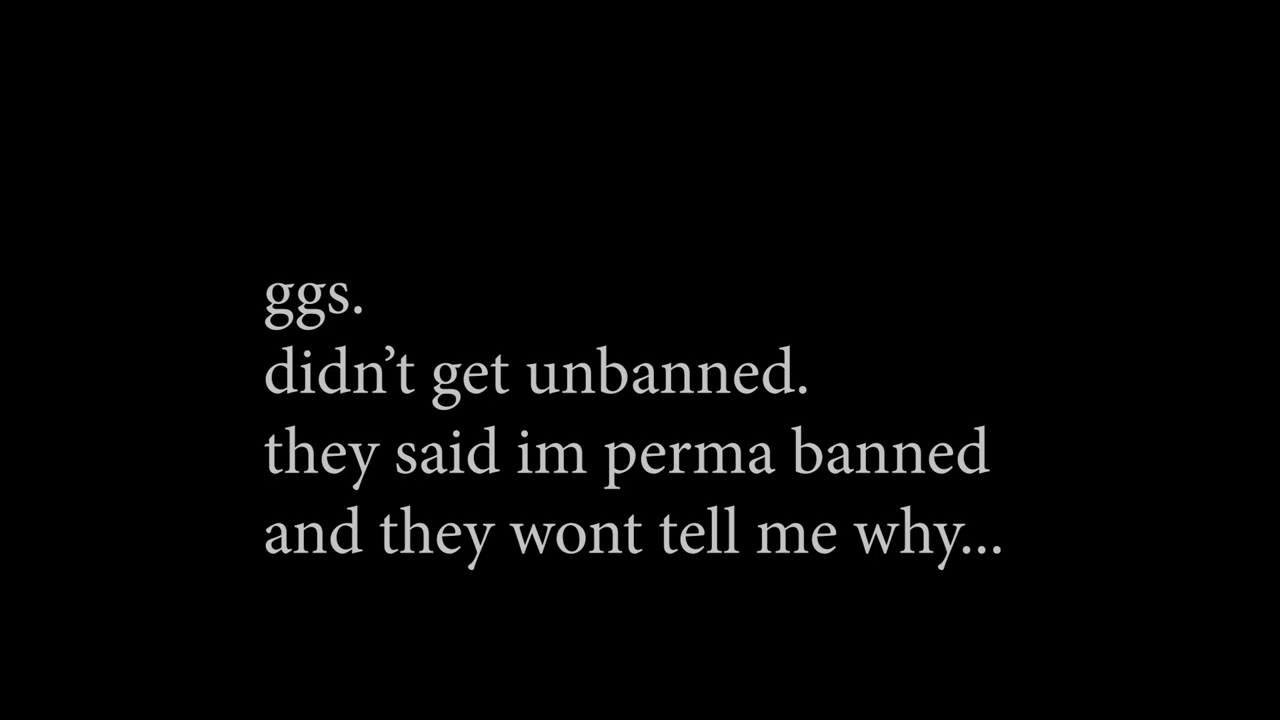 ggs.
didn’t get unbanned.
they said im perma banned
and they wont tell me why...